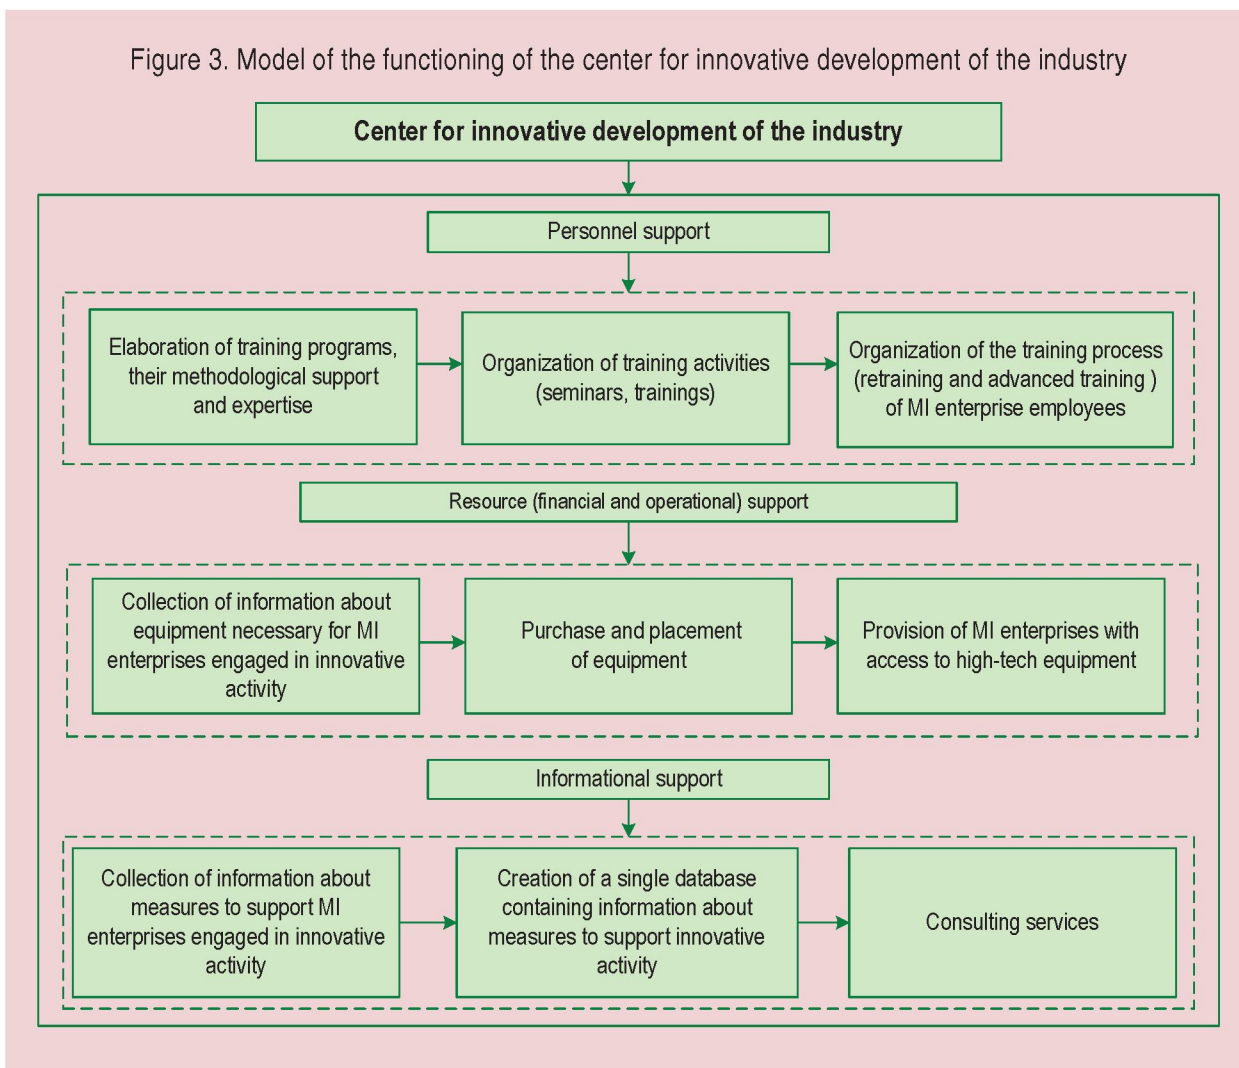 Figure 3. Model of the functioning of the center for innovative development of the industry
Center for innovative development of the industry
Personnel support
Elaboration of training programs,
their methodological support
and expertise
Organization of training activities
(seminars, trainings)
Organization of the training process
(retraining and advanced training )
of MI enterprise employees
Resource (financial and operational) support
Collection of information about
equipment necessary for MI
enterprises engaged in innovative
activity
Purchase and placement
of equipment
Provision of MI enterprises with
access to high-tech equipment
Informational support
Collection of information about
measures to support MI
enterprises engaged in innovative
activity
Creation of a single database
containing information about
measures to support innovative
activity
Consulting services